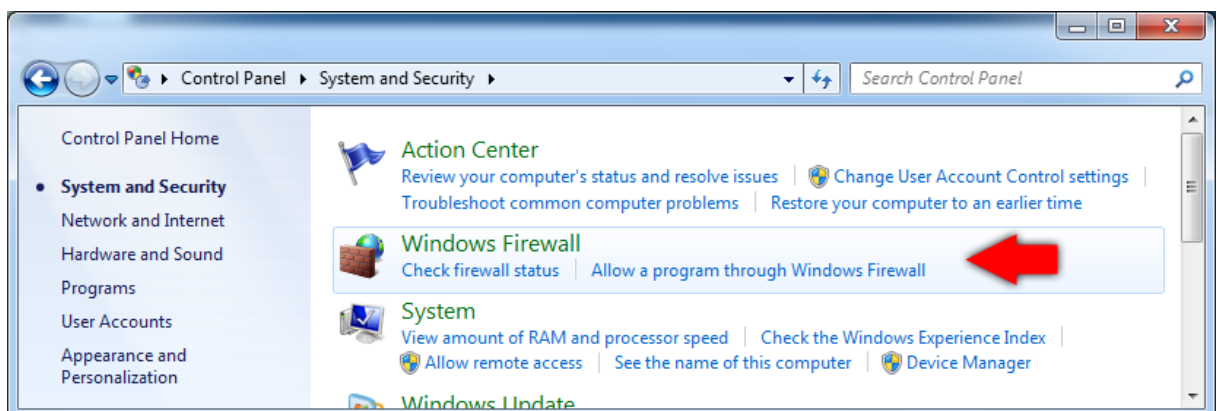 Control Panel System and Security Search Control Panel
Control Panel Home
System and Security
Network and Internet
Hardware and Sound
Programs
User Accounts
Appearance and
Personalization
Action Center
Review your computer's status and resolve issues Change User Account Control settings
Troubleshoot common computer problems Restore your computer to an earlier time
Windows Firewall
Check firewall status Allow a program through Windows Firewall
System
View amount of RAM and processor speed Check the Windows Experience Index
Allow remote access See the name of this computer Device Manager
Windows Update